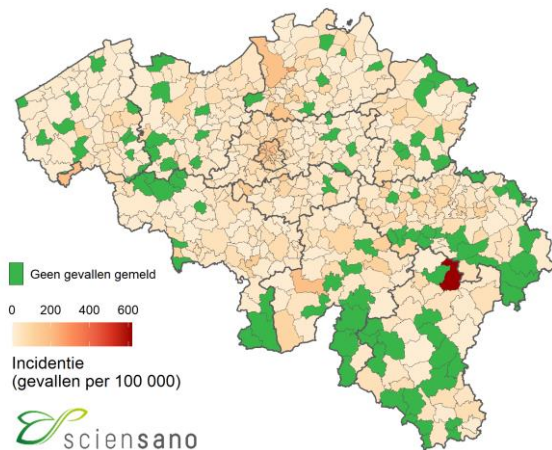 Geen gevallen gemeld
0 200 400 600
Incidentie
(gevallen per 100 000)
sciensano